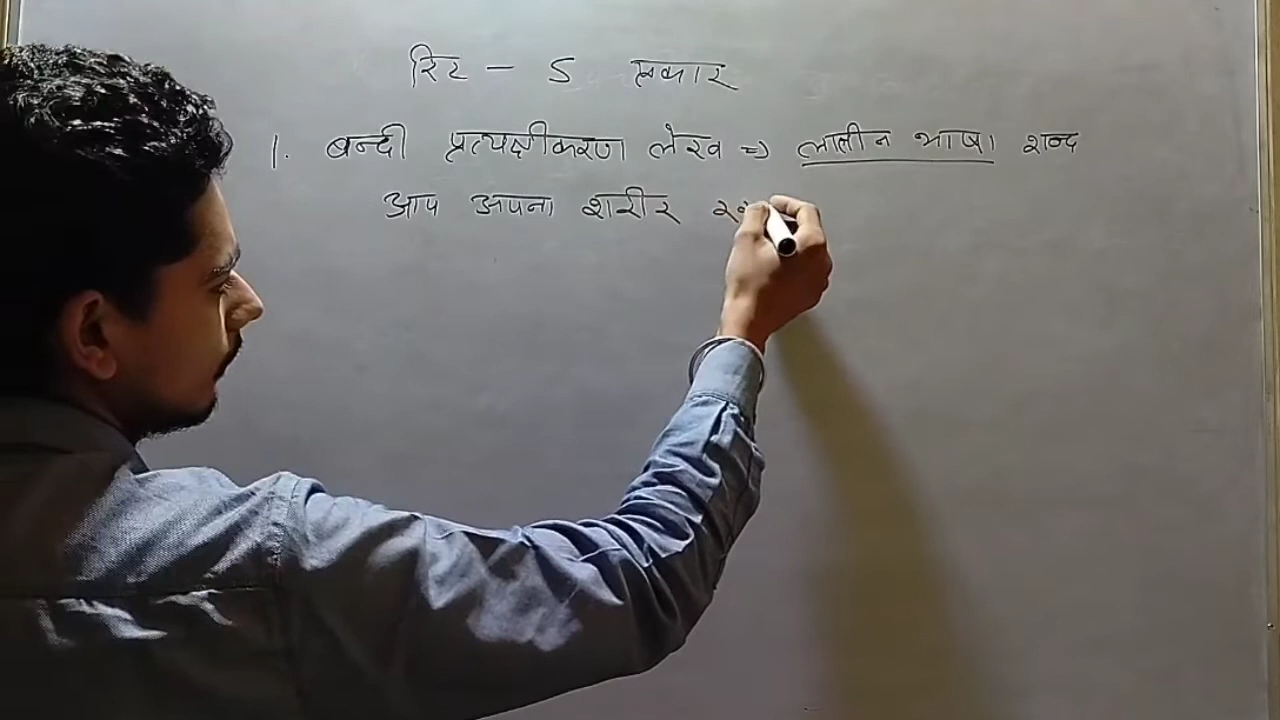 रिट - 5 प्रकार
1. बन्दी प्रत्यक्षीकरण लेख => लातीन भाषा शब्द
आप अपना शरीर